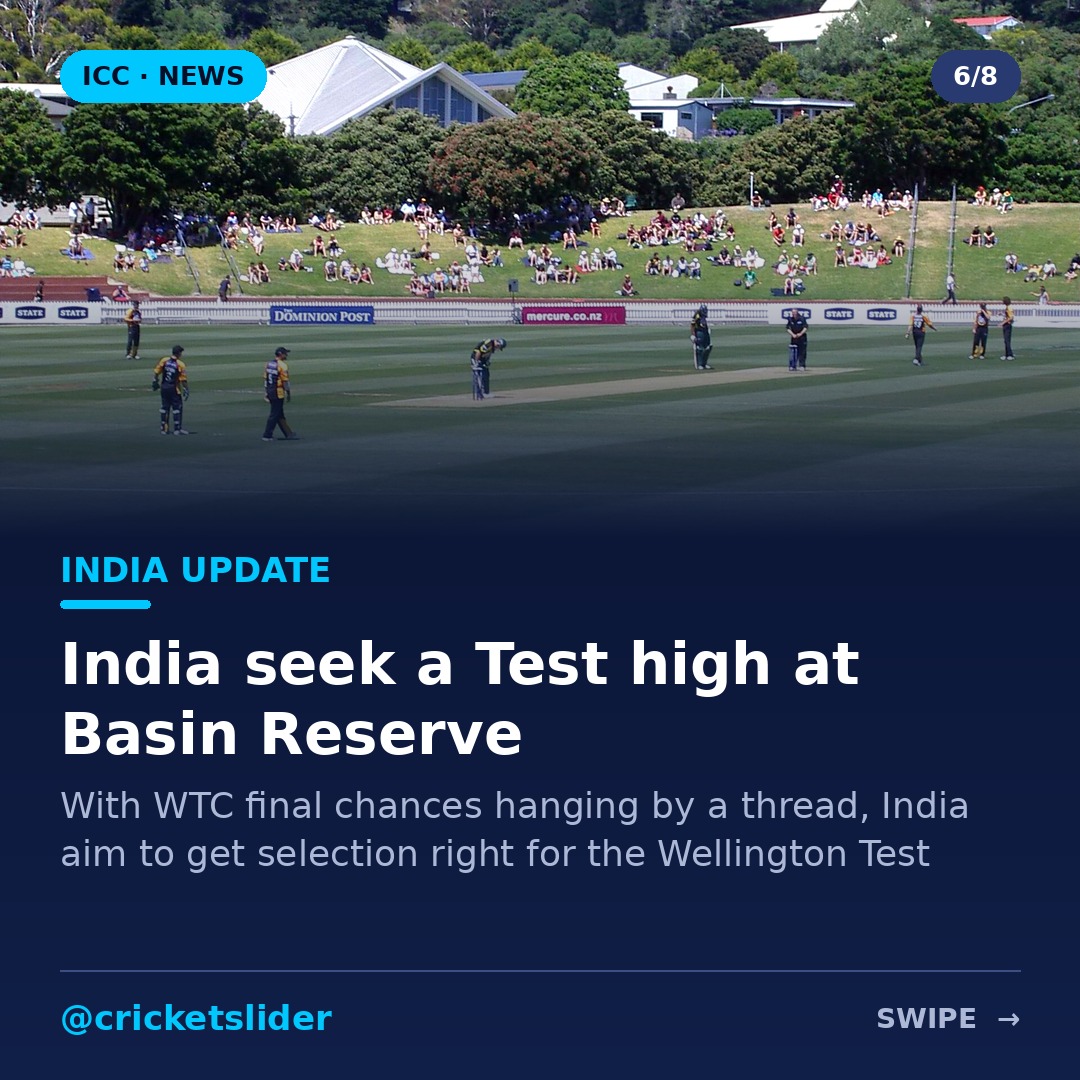 ICC · NEWS
6/8
STATE
STATE
THE DOMINION POST
mercure.co.nz
STATE
STATE
STATE
INDIA UPDATE
India seek a Test high at
Basin Reserve
With WTC final chances hanging by a thread, India
aim to get selection right for the Wellington Test
@cricketslider
SWIPE →